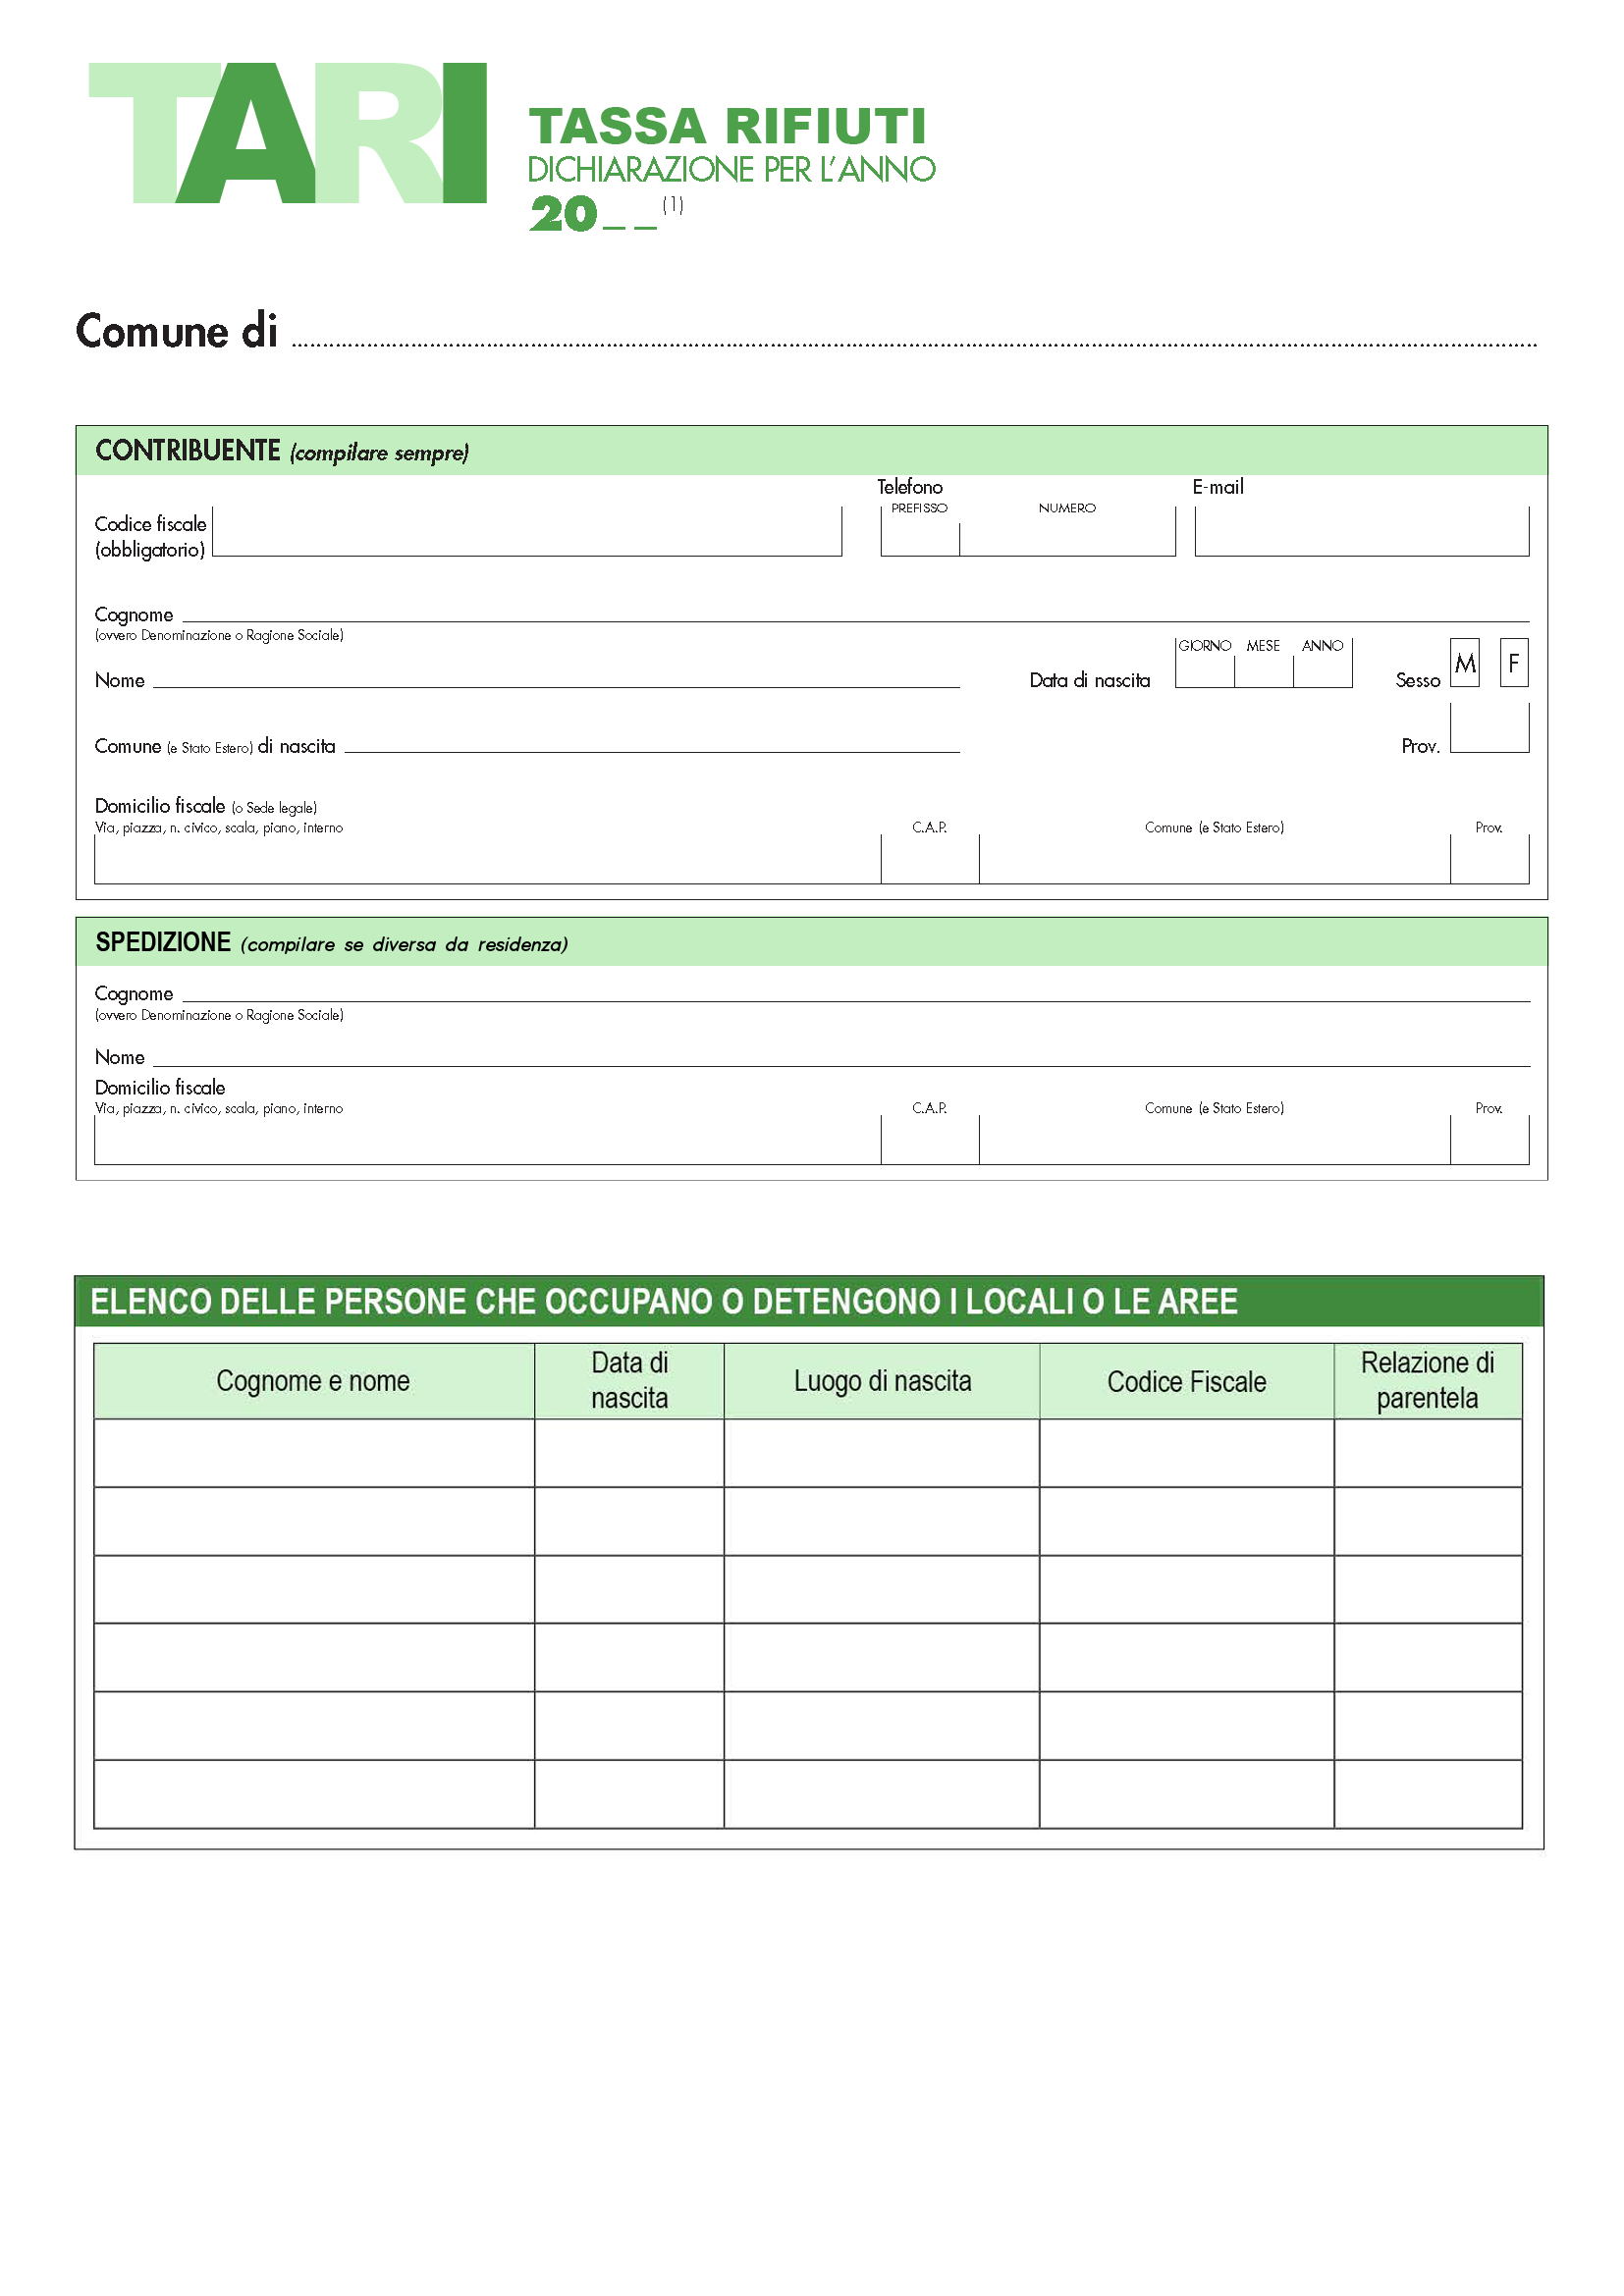 TARI
TASSA RIFIUTI
DICHIARAZIONE PER L'ANNO
20_ _ (1)
Comune di
CONTRIBUENTE (compilare sempre)
Telefono E-mail
PREFISSO NUMERO
Codice fiscale
(obbligatorio)
Cognome
(ovvero Denominazione o Ragione Sociale)
GIORNO MESE ANNO
Nome Data di nascita Sesso M F
Comune (e Stato Estero) di nascita Prov.
Domicilio fiscale (o Sede legale)
Via, piazza, n. civico, scala, piano, interno C.A.P. Comune (e Stato Estero) Prov.
SPEDIZIONE (compilare se diversa da residenza)
Cognome
(ovvero Denominazione o Ragione Sociale)
Nome
Domicilio fiscale
Via, piazza, n. civico, scala, piano, interno C.A.P. Comune (e Stato Estero) Prov.
ELENCO DELLE PERSONE CHE OCCUPANO O DETENGONO I LOCALI O LE AREE
Cognome e nome Data di nascita Luogo di nascita Codice Fiscale Relazione di parentela